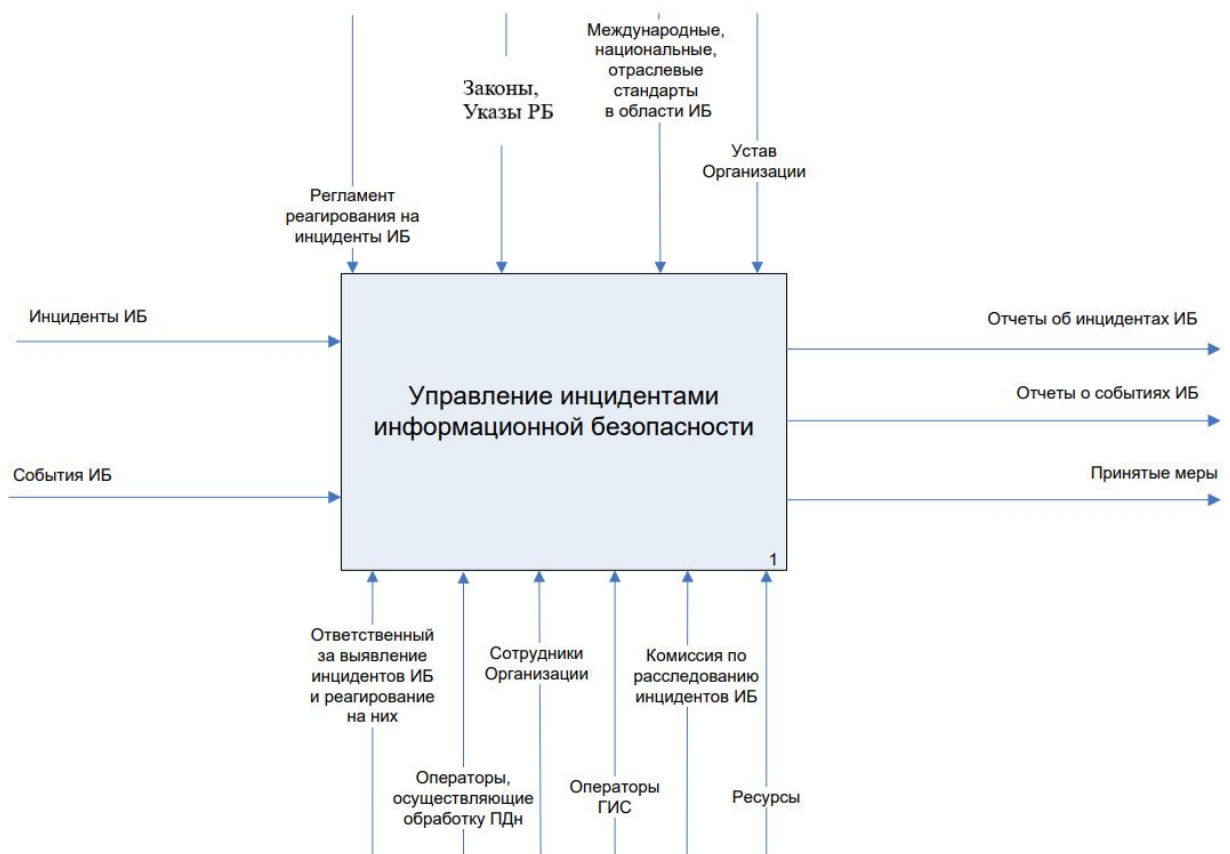 Международные,
национальные,
отраслевые
стандарты
в области ИБ
Законы,
Указы РБ
Устав
Организации
Регламент
реагирования на
инциденты ИБ
Инциденты ИБ
События ИБ
Управление инцидентами
информационной безопасности
1
Отчеты об инцидентах ИБ
Отчеты о событиях ИБ
Принятые меры
Ответственный
за выявление
инцидентов ИБ
и реагирование
на них
Операторы,
осуществляющие
обработку ПДн
Сотрудники
Организации
Операторы
ГИС
Комиссия по
расследованию
инцидентов ИБ
Ресурсы